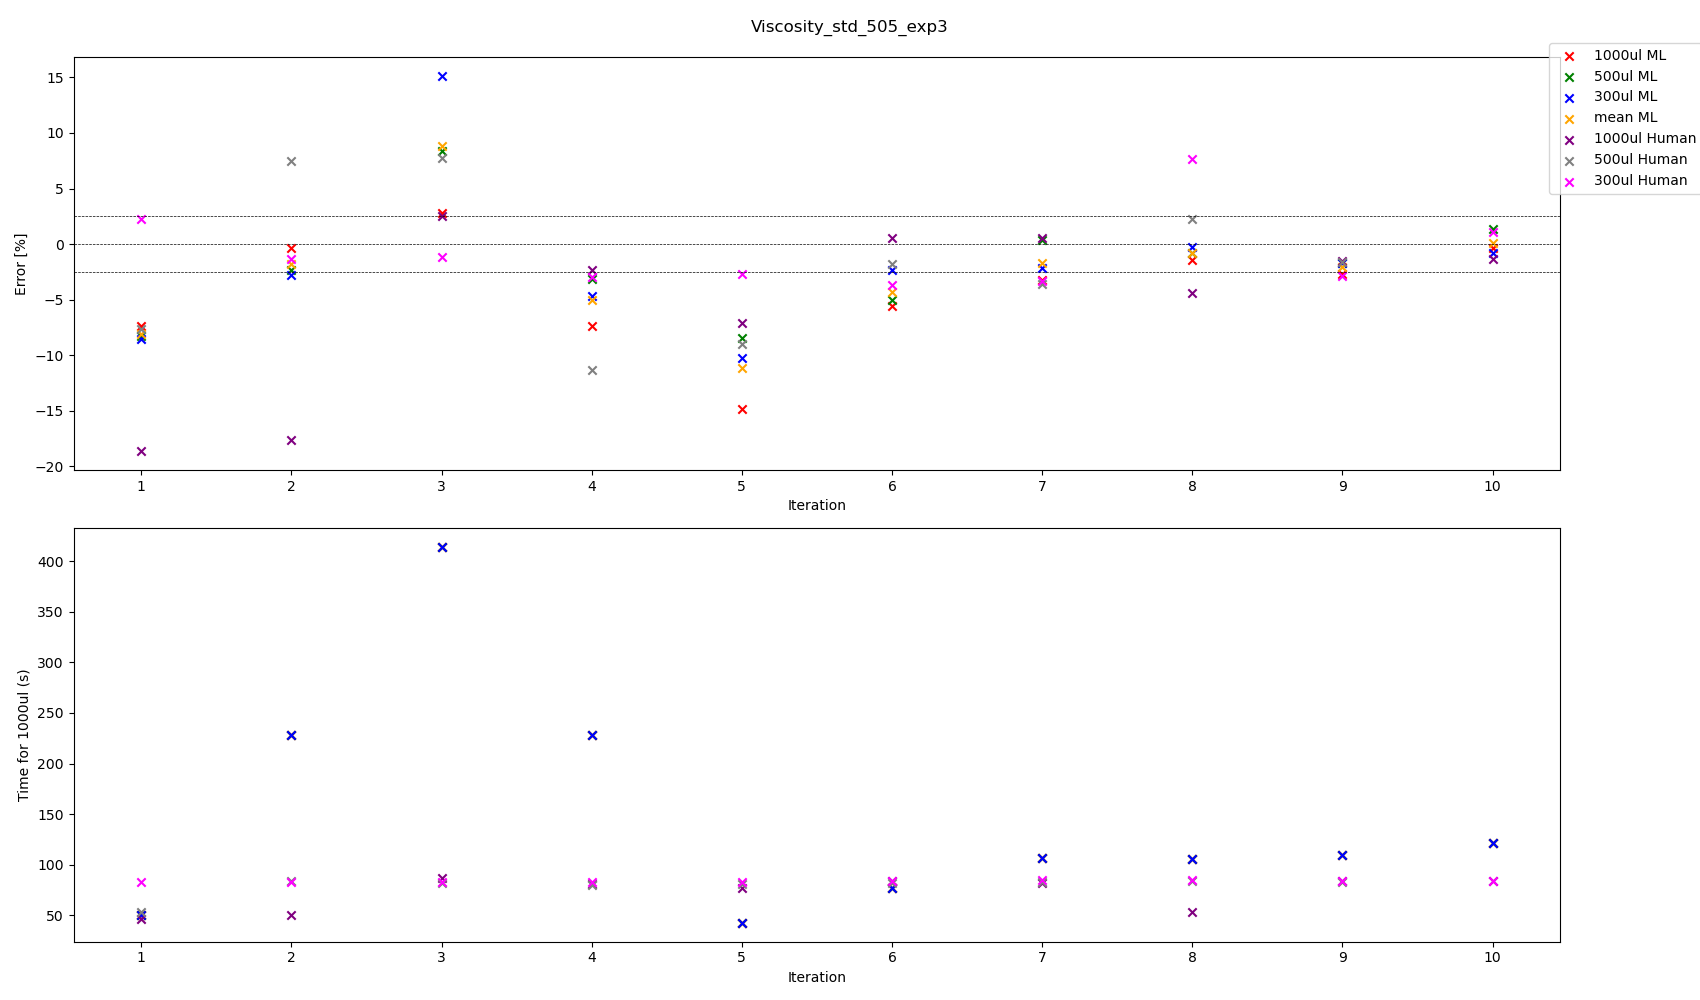 Viscosity_std_505_exp3
1000ul ML
500ul ML
300ul ML
mean ML
1000ul Human
500ul Human
300ul Human
Error [%]
15
10
5
0
−5
−10
−15
−20
1 2 3 4 5 6 7 8 9 10
Iteration
Time for 1000ul (s)
400
350
300
250
200
150
100
50
1 2 3 4 5 6 7 8 9 10
Iteration